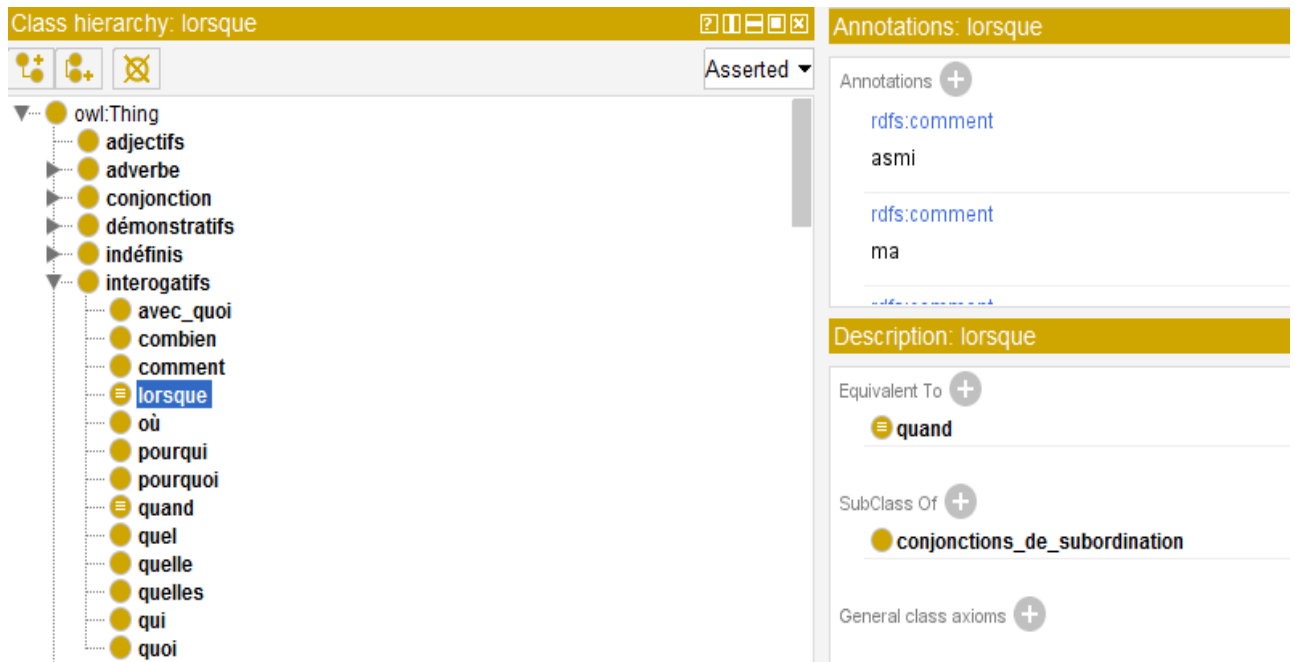 Class hierarchy: lorsque
Asserted
owl:Thing
adjectifs
adverbe
conjonction
démonstratifs
indéfinis
interogatifs
avec_quoi
combien
comment
lorsque
où
pourqui
pourquoi
quand
quel
quelle
quelles
qui
quoi
Annotations: lorsque
Annotations
rdfs:comment
asmi
rdfs:comment
ma
rdfs:comment
Description: lorsque
Equivalent To
quand
SubClass Of
conjonctions_de_subordination
General class axioms